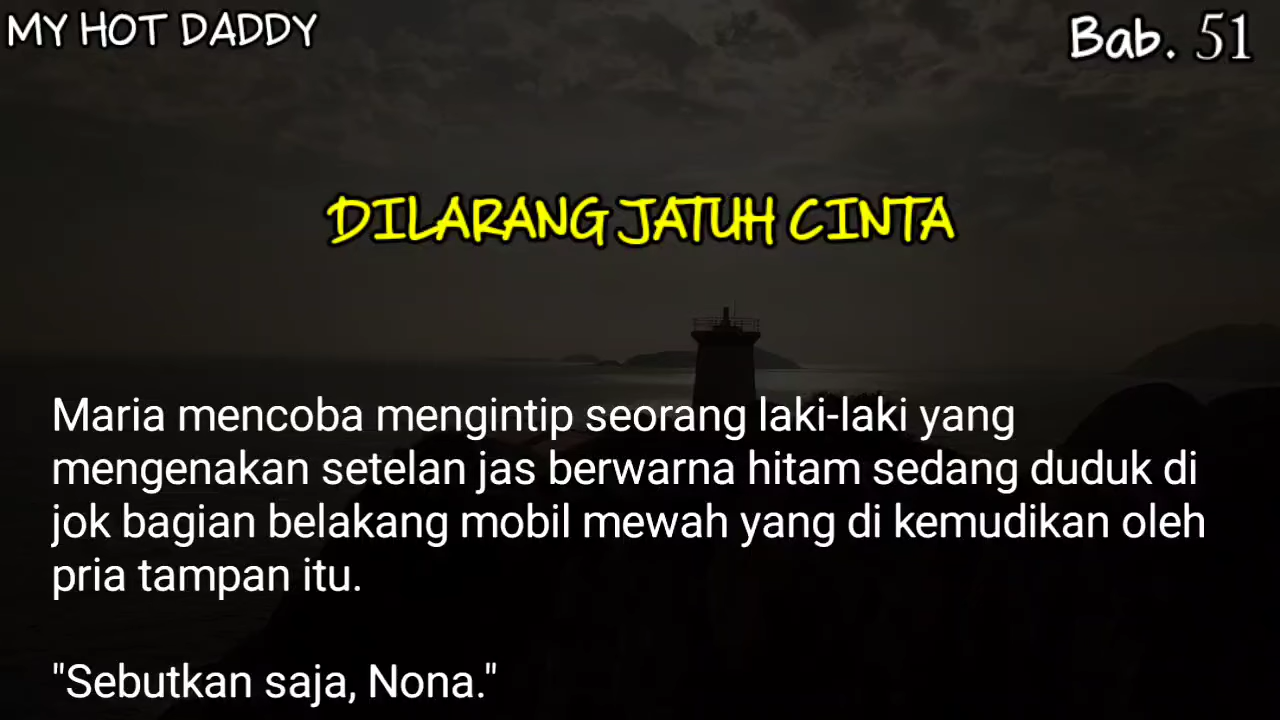 MY HOT DADDY
Bab. 51
DILARANG JATUH CINTA
Maria mencoba mengintip seorang laki-laki yang
mengenakan setelan jas berwarna hitam sedang duduk di
jok bagian belakang mobil mewah yang di kemudikan oleh
pria tampan itu.
"Sebutkan saja, Nona."